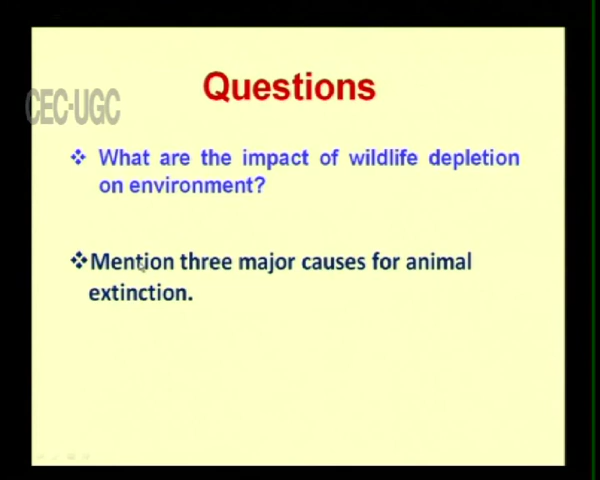 Questions
CEC-UGC
❖ What are the impact of wildlife depletion
on environment?
❖Mention three major causes for animal
extinction.